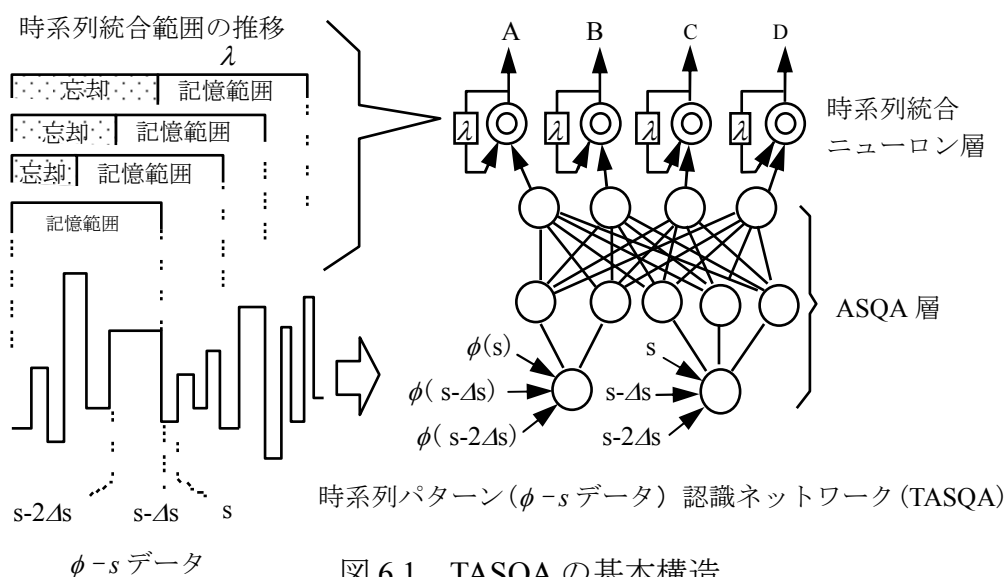 時系列統合範囲の推移
λ
忘却 記憶範囲
忘却 記憶範囲
忘却 記憶範囲
記憶範囲
s-2Δs s-Δs s
φ-s データ
A B C D
λ λ λ λ
時系列統合
ニューロン層
ASQA 層
φ(s)
φ( s-Δs)
φ( s-2Δs)
s
s-Δs
s-2Δs
時系列パターン(φ-s データ) 認識ネットワーク(TASQA)
図 6.1 TASQA の基本構造